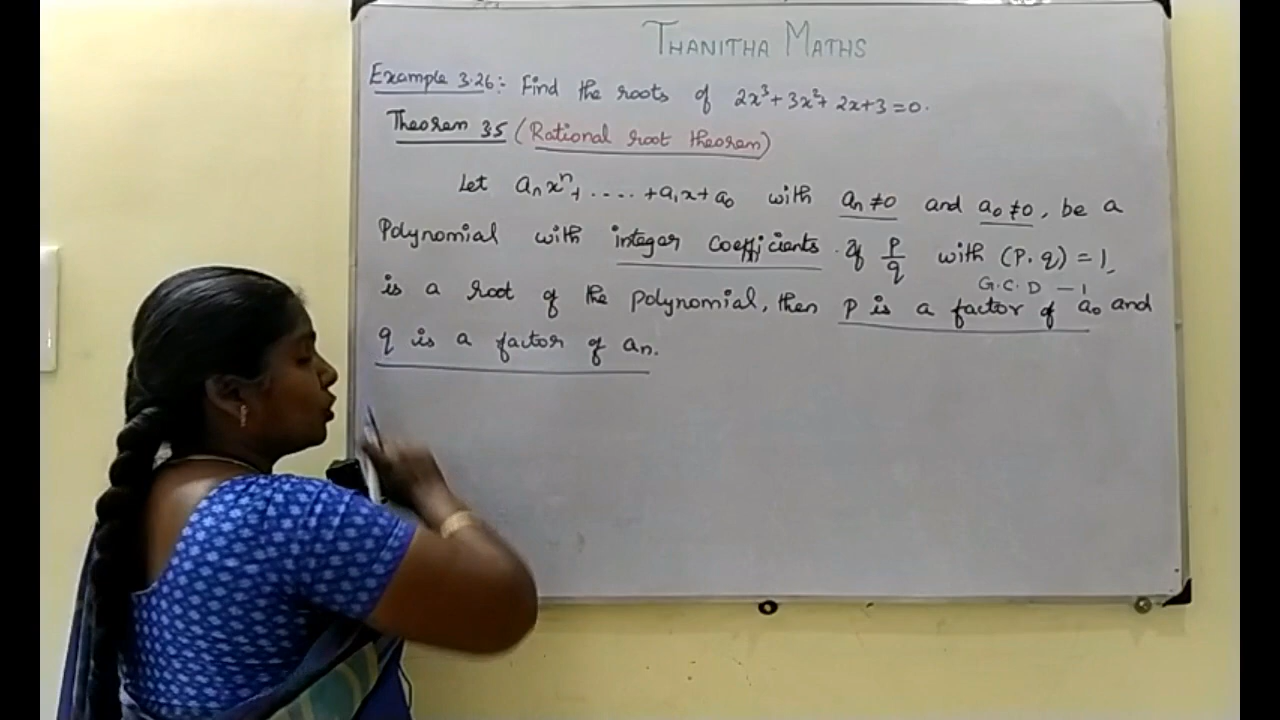 THANITHA MATHS
Example 3.26: Find the roots of 2x³+3x²+2x+3=0.
Theorem 35 (Rational root theorem)
Let aₙxⁿ+.....+a₁x+a₀ with aₙ≠0 and a₀≠0, be a
Polynomial with integer coefficients. If p/q with (P, q) = 1,
G.C.D - 1
is a root of the polynomial, then p is a factor of a₀ and
q is a factor of aₙ.